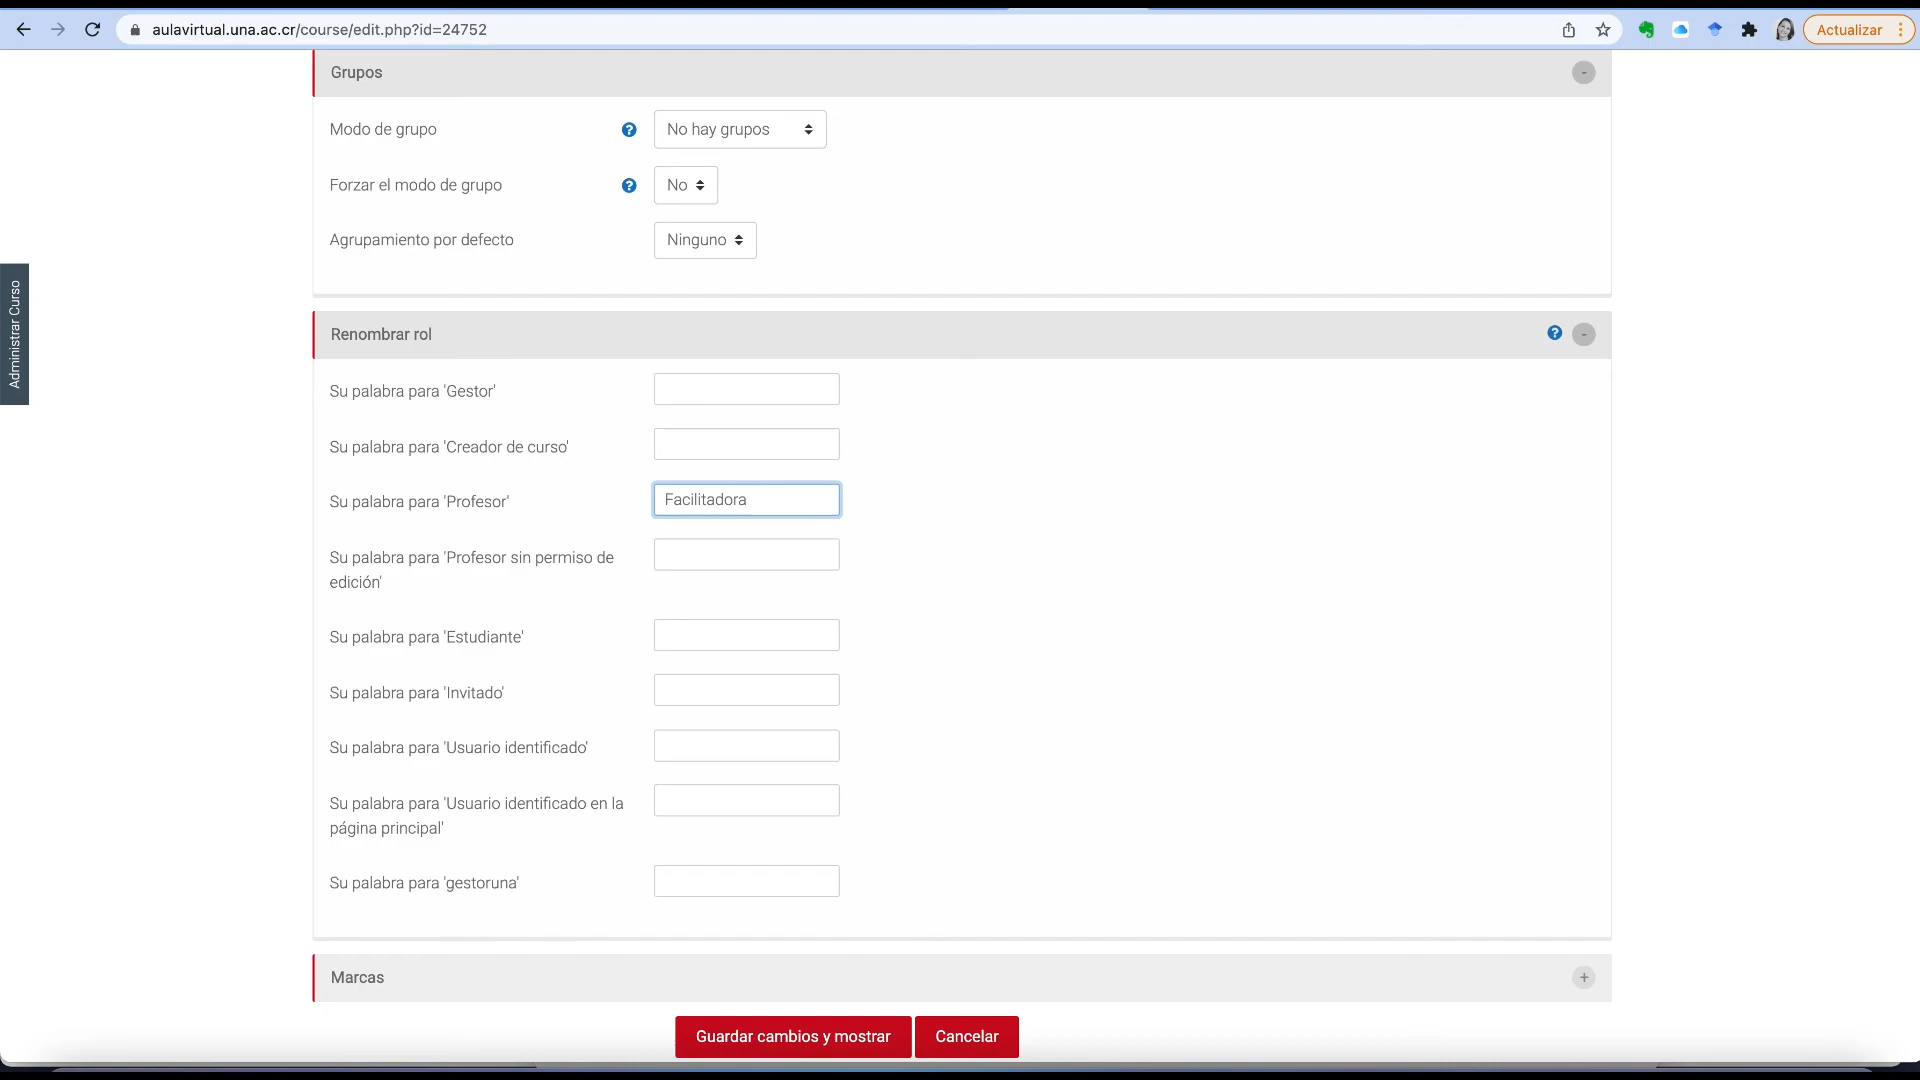 aulavirtual.una.ac.cr/course/edit.php?id=24752
Actualizar
Grupos
-
Modo de grupo
?
No hay grupos
Forzar el modo de grupo
?
No
Agrupamiento por defecto
Ninguno
Administrar Curso
Renombrar rol
?
-
Su palabra para 'Gestor'
Su palabra para 'Creador de curso'
Su palabra para 'Profesor'
Facilitadora
Su palabra para 'Profesor sin permiso de
edición'
Su palabra para 'Estudiante'
Su palabra para 'Invitado'
Su palabra para 'Usuario identificado'
Su palabra para 'Usuario identificado en la
página principal'
Su palabra para 'gestoruna'
Marcas
+
Guardar cambios y mostrar
Cancelar